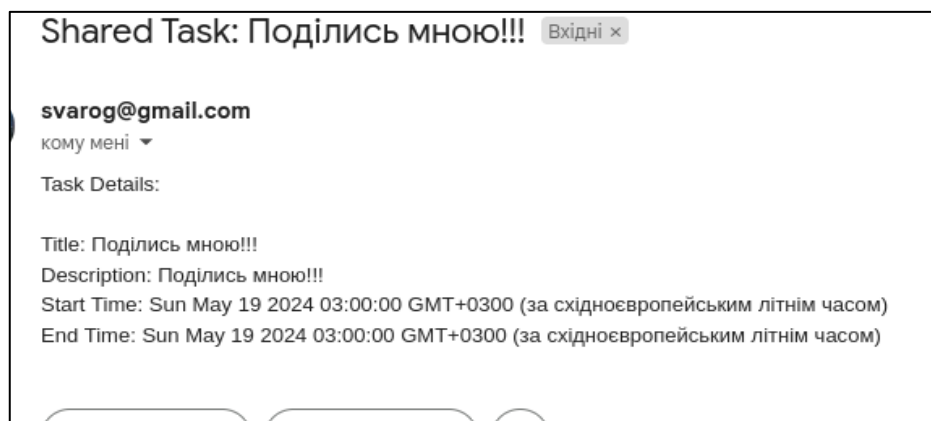 Shared Task: Поділись мною!!! Вхідні ×
svarog@gmail.com
кому мені
Task Details:
Title: Поділись мною!!!
Description: Поділись мною!!!
Start Time: Sun May 19 2024 03:00:00 GMT+0300 (за східноєвропейським літнім часом)
End Time: Sun May 19 2024 03:00:00 GMT+0300 (за східноєвропейським літнім часом)